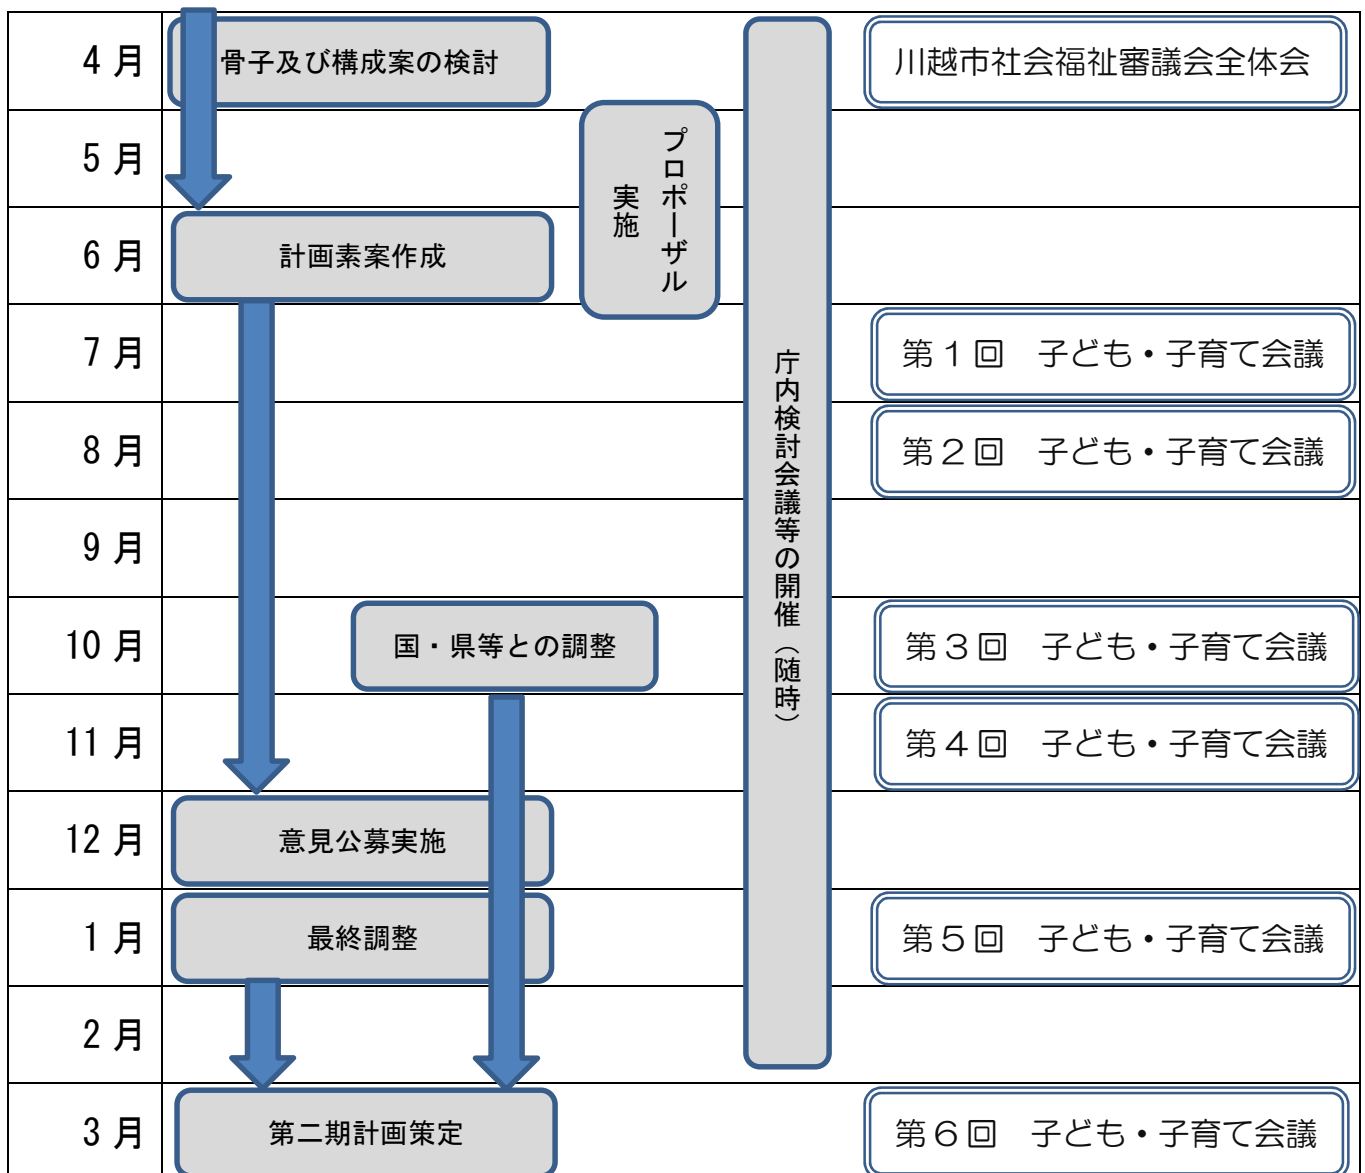 4 月
骨子及び構成案の検討
川越市社会福祉審議会全体会
5 月
プロポーザル
実施
6 月
計画素案作成
庁内検討会議等の開催（随時）
7 月
第１回　子ども・子育て会議
8 月
第２回　子ども・子育て会議
9 月
10 月
国・県等との調整
第３回　子ども・子育て会議
11 月
第４回　子ども・子育て会議
12 月
意見公募実施
1 月
最終調整
第５回　子ども・子育て会議
2 月
3 月
第二期計画策定
第６回　子ども・子育て会議